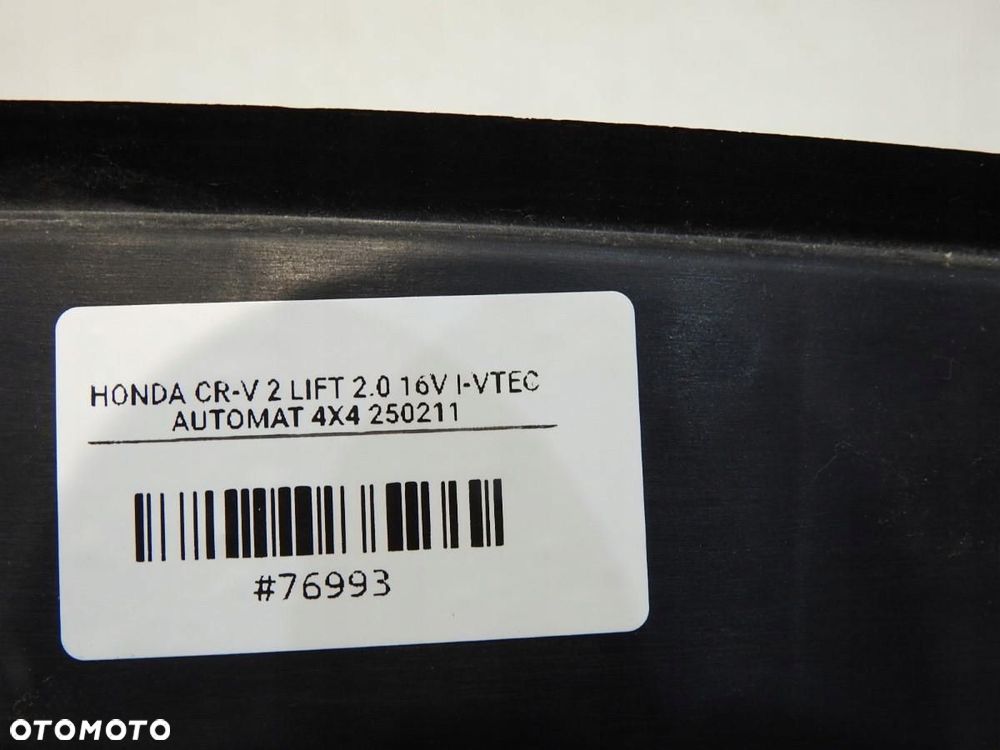 HONDA CR-V 2 LIFT 2.0 16V I-VTEC
AUTOMAT 4X4 250211
#76993
OTOMOTO